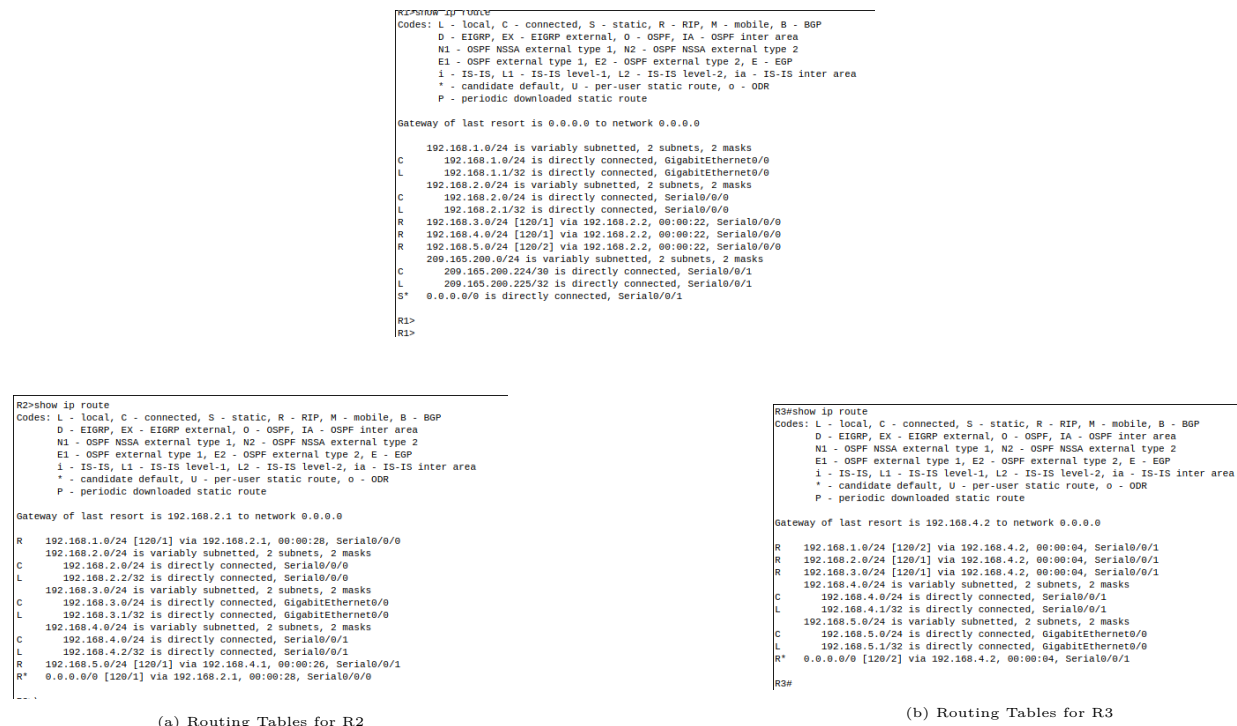 R1>show ip route
Codes: L - local, C - connected, S - static, R - RIP, M - mobile, B - BGP
D - EIGRP, EX - EIGRP external, O - OSPF, IA - OSPF inter area
N1 - OSPF NSSA external type 1, N2 - OSPF NSSA external type 2
E1 - OSPF external type 1, E2 - OSPF external type 2, E - EGP
i - IS-IS, L1 - IS-IS level-1, L2 - IS-IS level-2, ia - IS-IS inter area
* - candidate default, U - per-user static route, o - ODR
P - periodic downloaded static route
Gateway of last resort is 0.0.0.0 to network 0.0.0.0
192.168.1.0/24 is variably subnetted, 2 subnets, 2 masks
C 192.168.1.0/24 is directly connected, GigabitEthernet0/0
L 192.168.1.1/32 is directly connected, GigabitEthernet0/0
192.168.2.0/24 is variably subnetted, 2 subnets, 2 masks
C 192.168.2.0/24 is directly connected, Serial0/0/0
L 192.168.2.1/32 is directly connected, Serial0/0/0
R 192.168.3.0/24 [120/1] via 192.168.2.2, 00:00:22, Serial0/0/0
R 192.168.4.0/24 [120/1] via 192.168.2.2, 00:00:22, Serial0/0/0
R 192.168.5.0/24 [120/2] via 192.168.2.2, 00:00:22, Serial0/0/0
209.165.200.0/24 is variably subnetted, 2 subnets, 2 masks
C 209.165.200.224/30 is directly connected, Serial0/0/1
L 209.165.200.225/32 is directly connected, Serial0/0/1
S* 0.0.0.0/0 is directly connected, Serial0/0/1
R1>
R1>
R2>show ip route
Codes: L - local, C - connected, S - static, R - RIP, M - mobile, B - BGP
D - EIGRP, EX - EIGRP external, O - OSPF, IA - OSPF inter area
N1 - OSPF NSSA external type 1, N2 - OSPF NSSA external type 2
E1 - OSPF external type 1, E2 - OSPF external type 2, E - EGP
i - IS-IS, L1 - IS-IS level-1, L2 - IS-IS level-2, ia - IS-IS inter area
* - candidate default, U - per-user static route, o - ODR
P - periodic downloaded static route
Gateway of last resort is 192.168.2.1 to network 0.0.0.0
R 192.168.1.0/24 [120/1] via 192.168.2.1, 00:00:28, Serial0/0/0
192.168.2.0/24 is variably subnetted, 2 subnets, 2 masks
C 192.168.2.0/24 is directly connected, Serial0/0/0
L 192.168.2.2/32 is directly connected, Serial0/0/0
192.168.3.0/24 is variably subnetted, 2 subnets, 2 masks
C 192.168.3.0/24 is directly connected, GigabitEthernet0/0
L 192.168.3.1/32 is directly connected, GigabitEthernet0/0
192.168.4.0/24 is variably subnetted, 2 subnets, 2 masks
C 192.168.4.0/24 is directly connected, Serial0/0/1
L 192.168.4.2/32 is directly connected, Serial0/0/1
R 192.168.5.0/24 [120/1] via 192.168.4.1, 00:00:26, Serial0/0/1
R* 0.0.0.0/0 [120/1] via 192.168.2.1, 00:00:28, Serial0/0/0
(a) Routing Tables for R2
R3#show ip route
Codes: L - local, C - connected, S - static, R - RIP, M - mobile, B - BGP
D - EIGRP, EX - EIGRP external, O - OSPF, IA - OSPF inter area
N1 - OSPF NSSA external type 1, N2 - OSPF NSSA external type 2
E1 - OSPF external type 1, E2 - OSPF external type 2, E - EGP
i - IS-IS, L1 - IS-IS level-1, L2 - IS-IS level-2, ia - IS-IS inter area
* - candidate default, U - per-user static route, o - ODR
P - periodic downloaded static route
Gateway of last resort is 192.168.4.2 to network 0.0.0.0
R 192.168.1.0/24 [120/2] via 192.168.4.2, 00:00:04, Serial0/0/1
R 192.168.2.0/24 [120/1] via 192.168.4.2, 00:00:04, Serial0/0/1
R 192.168.3.0/24 [120/1] via 192.168.4.2, 00:00:04, Serial0/0/1
192.168.4.0/24 is variably subnetted, 2 subnets, 2 masks
C 192.168.4.0/24 is directly connected, Serial0/0/1
L 192.168.4.1/32 is directly connected, Serial0/0/1
192.168.5.0/24 is variably subnetted, 2 subnets, 2 masks
C 192.168.5.0/24 is directly connected, GigabitEthernet0/0
L 192.168.5.1/32 is directly connected, GigabitEthernet0/0
R* 0.0.0.0/0 [120/2] via 192.168.4.2, 00:00:04, Serial0/0/1
R3#
(b) Routing Tables for R3